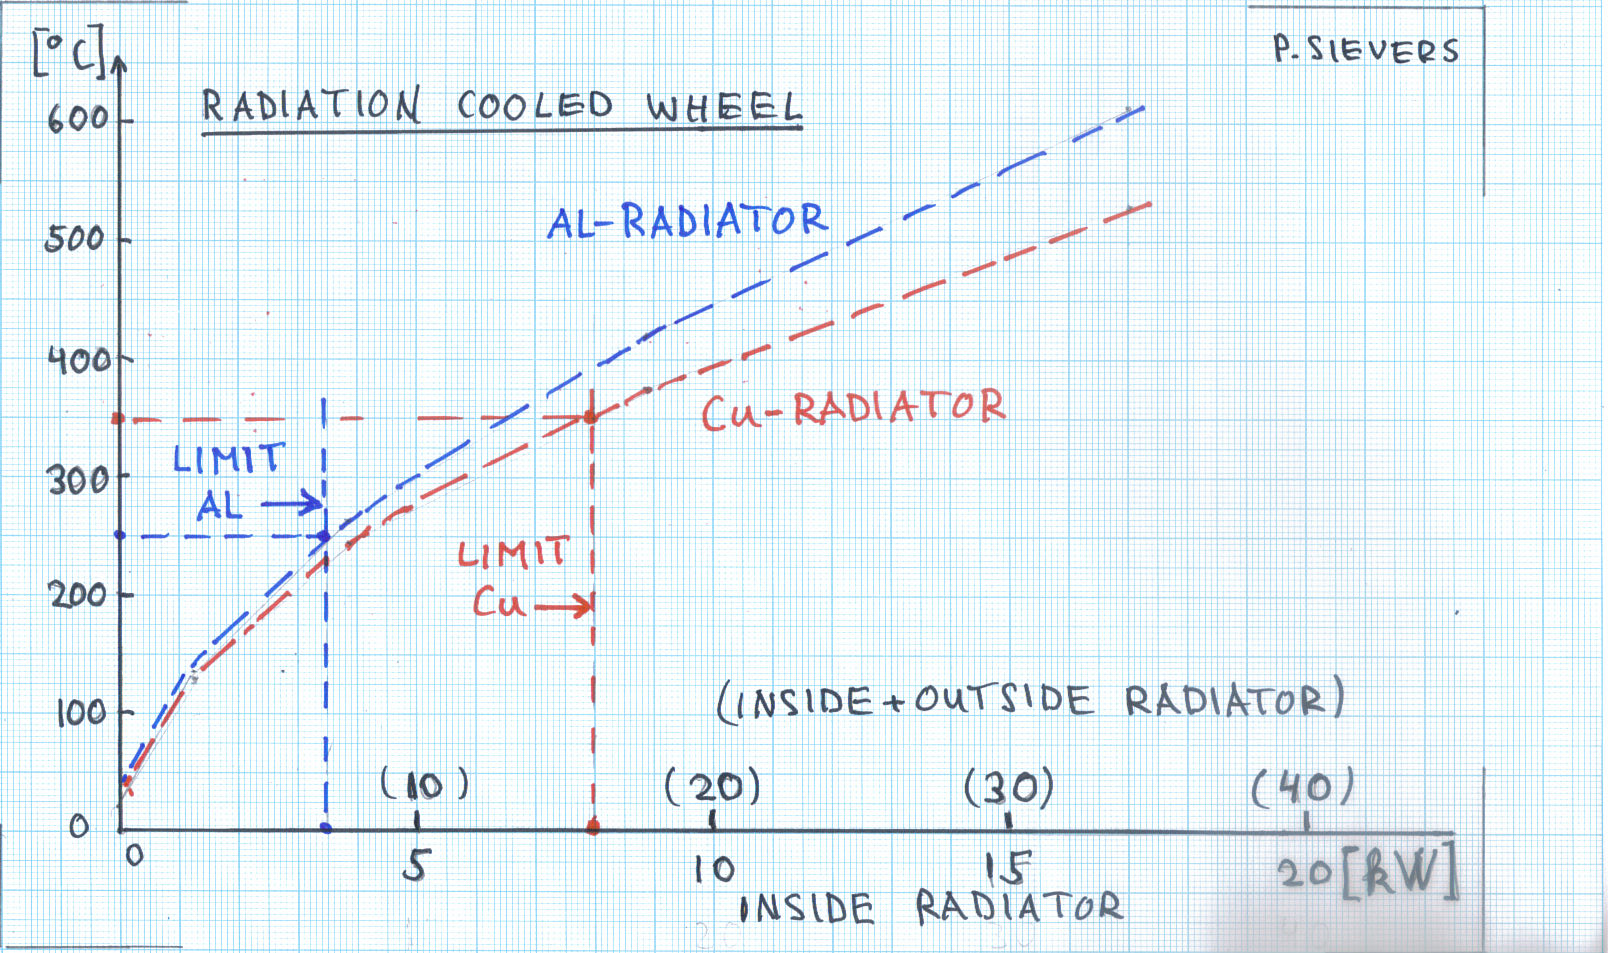 [°C]
P. SIEVERS
RADIATION COOLED WHEEL
600
500
AL-RADIATOR
400
Cu-RADIATOR
LIMIT
AL →
300
LIMIT
Cu →
200
100
(INSIDE + OUTSIDE RADIATOR)
(10) (20) (30) (40)
0
0 5 10 15 20 [kW]
INSIDE RADIATOR